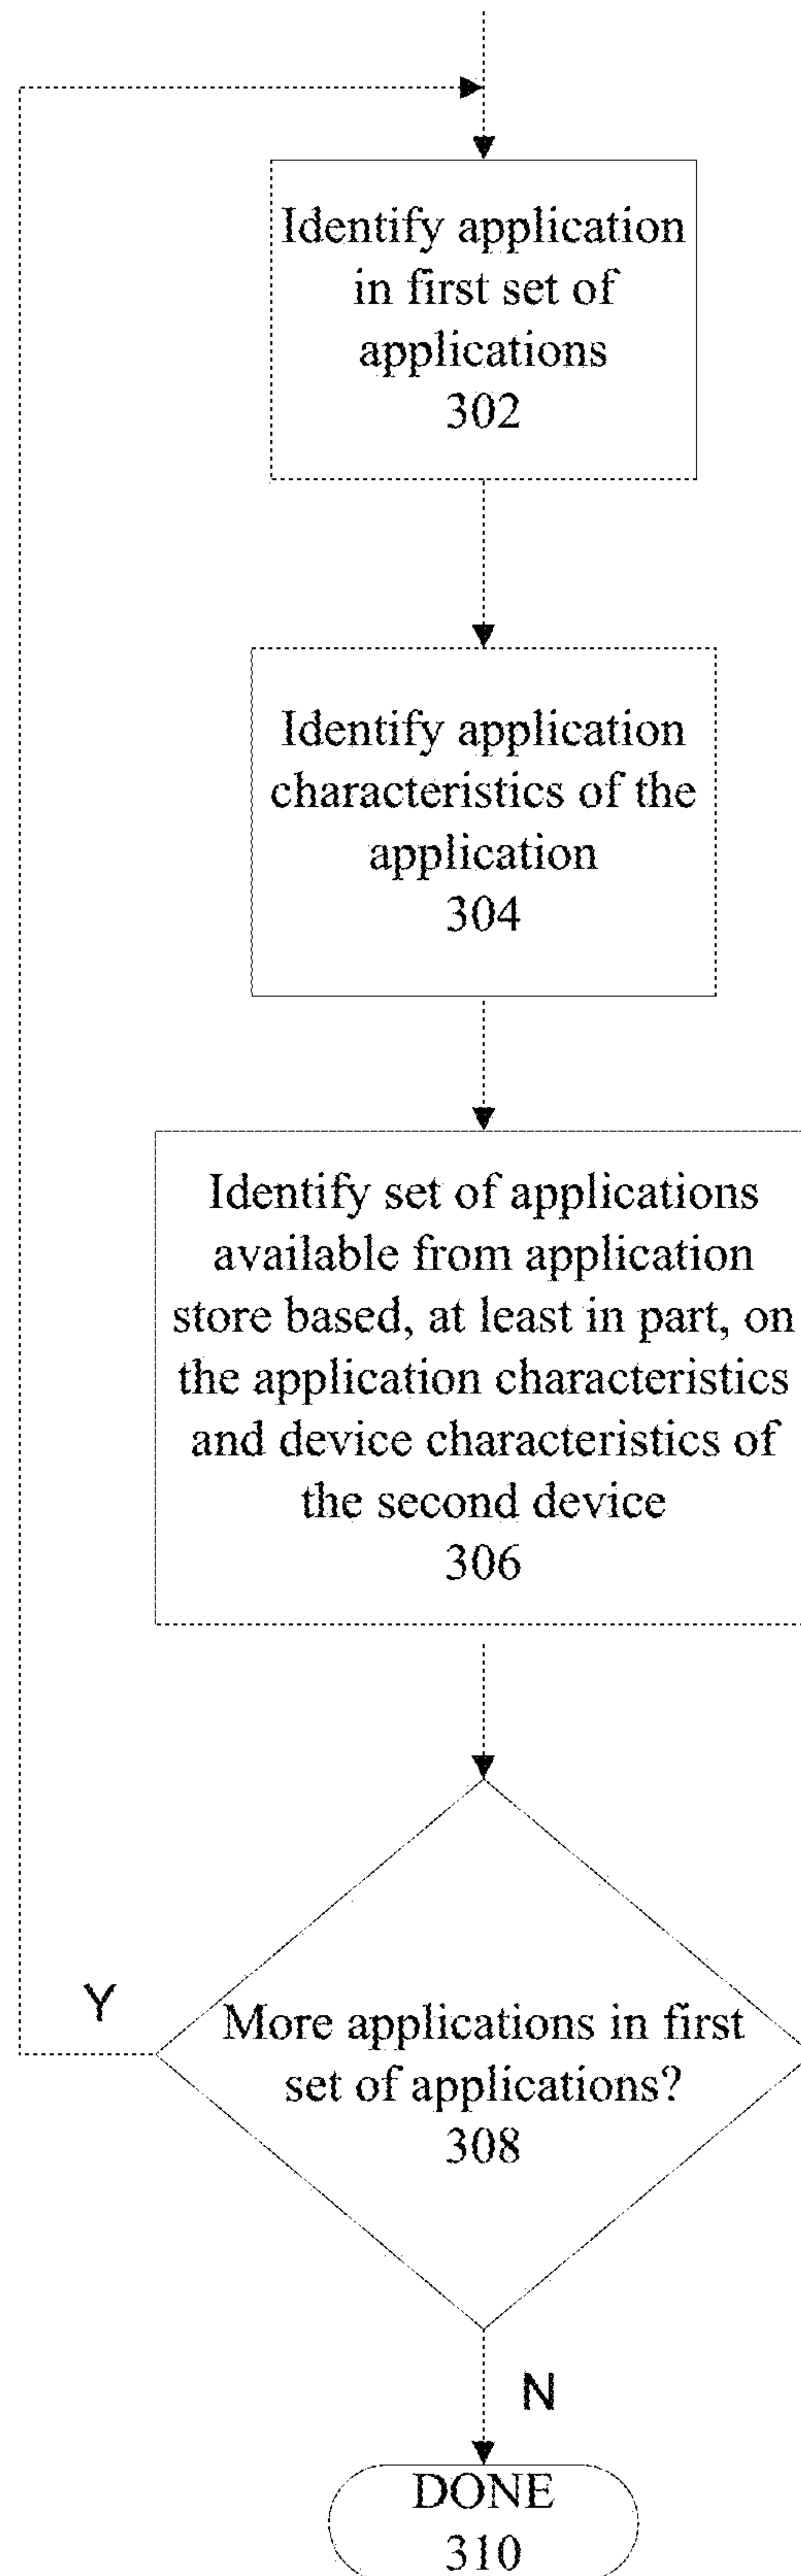 Identify application
in first set of
applications
302
Identify application
characteristics of the
application
304
Identify set of applications
available from application
store based, at least in part, on
the application characteristics
and device characteristics of
the second device
306
Y
More applications in first
set of applications?
308
N
DONE
310